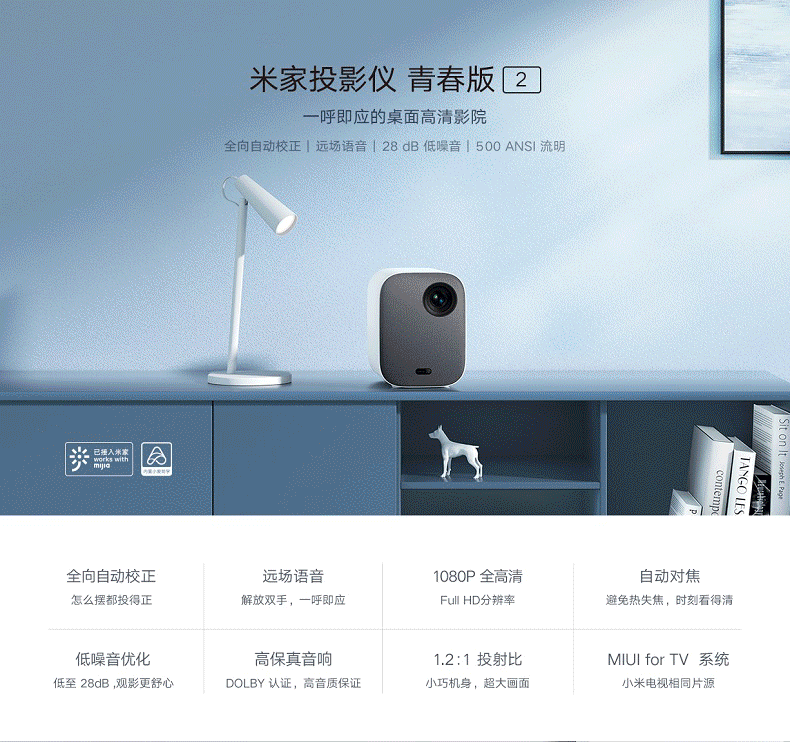 米家投影仪 青春版 2
一呼即应的桌面高清影院
全向自动校正 | 远场语音 | 28 dB 低噪音 | 500 ANSI 流明
已接入米家
works with
mijia
内置小爱同学
Sit on It
Joseph E. Page
contemp
TANGO LES
全向自动校正
怎么摆都投得正
远场语音
解放双手，一呼即应
1080P 全高清
Full HD分辨率
自动对焦
避免热失焦，时刻看得清
低噪音优化
低至 28dB ,观影更舒心
高保真音响
DOLBY 认证，高音质保证
1.2 : 1 投射比
小巧机身，超大画面
MIUI for TV 系统
小米电视相同片源